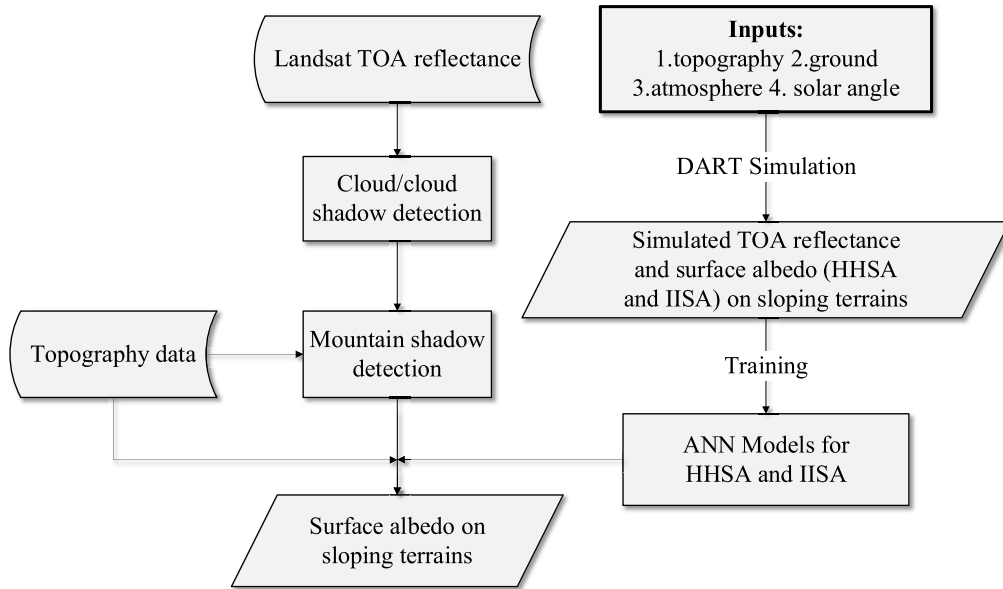 Landsat TOA reflectance
Inputs:
1.topography 2.ground
3.atmosphere 4. solar angle
Cloud/cloud
shadow detection
DART Simulation
Simulated TOA reflectance
and surface albedo (HHSA
and IISA) on sloping terrains
Topography data
Mountain shadow
detection
Training
ANN Models for
HHSA and IISA
Surface albedo on
sloping terrains